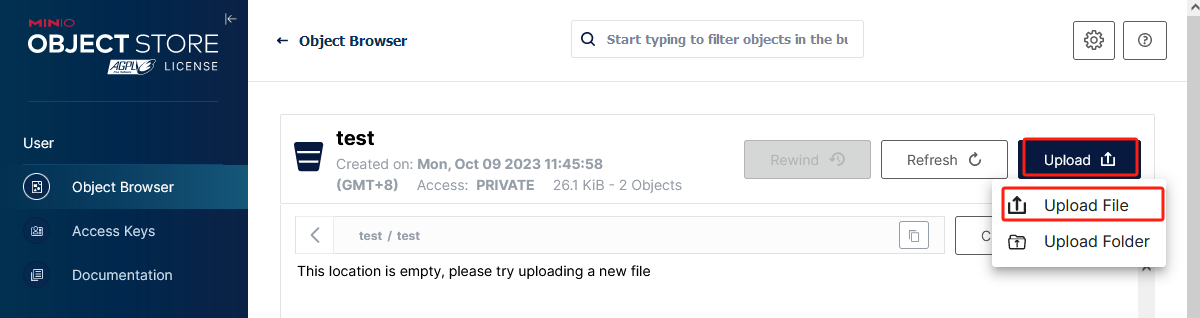 MINIO
OBJECT STORE
AGPL LICENSE
User
Object Browser
Access Keys
Documentation
← Object Browser
Start typing to filter objects in the bu
test
Created on: Mon, Oct 09 2023 11:45:58
(GMT+8) Access: PRIVATE 26.1 KiB - 2 Objects
Rewind
Refresh
Upload
Upload File
Upload Folder
test / test
C
This location is empty, please try uploading a new file